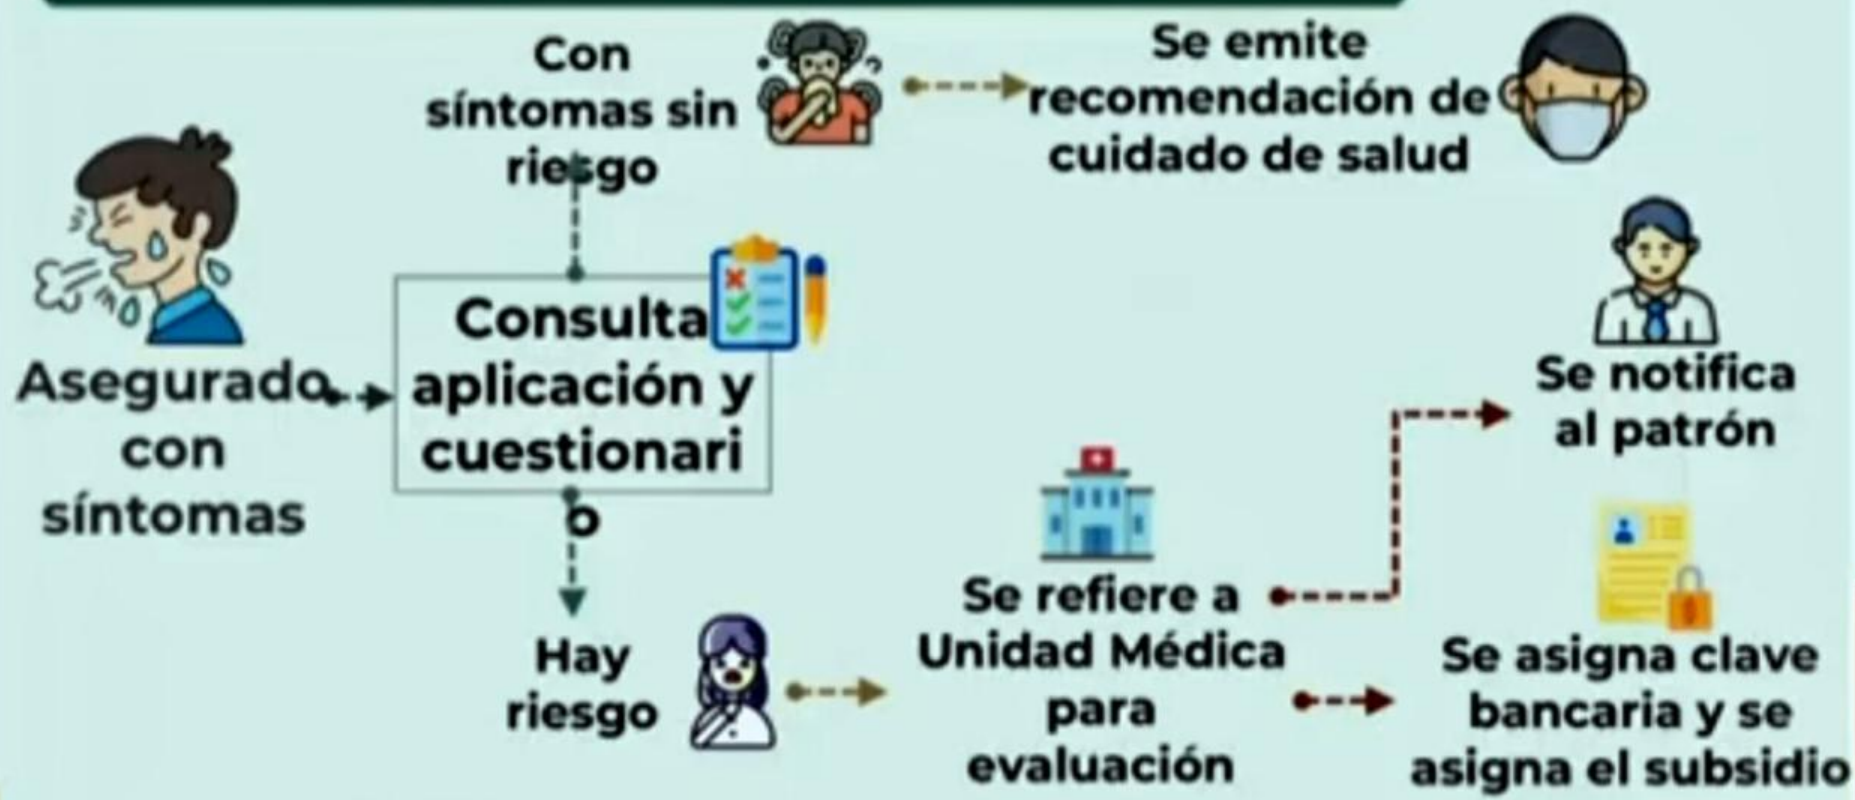 Con
síntomas sin
riesgo
Se emite
recomendación de
cuidado de salud
Asegurado
con
síntomas
Consulta
aplicación y
cuestionari
o
Hay
riesgo
Se refiere a
Unidad Médica
para
evaluación
Se notifica
al patrón
Se asigna clave
bancaria y se
asigna el subsidio